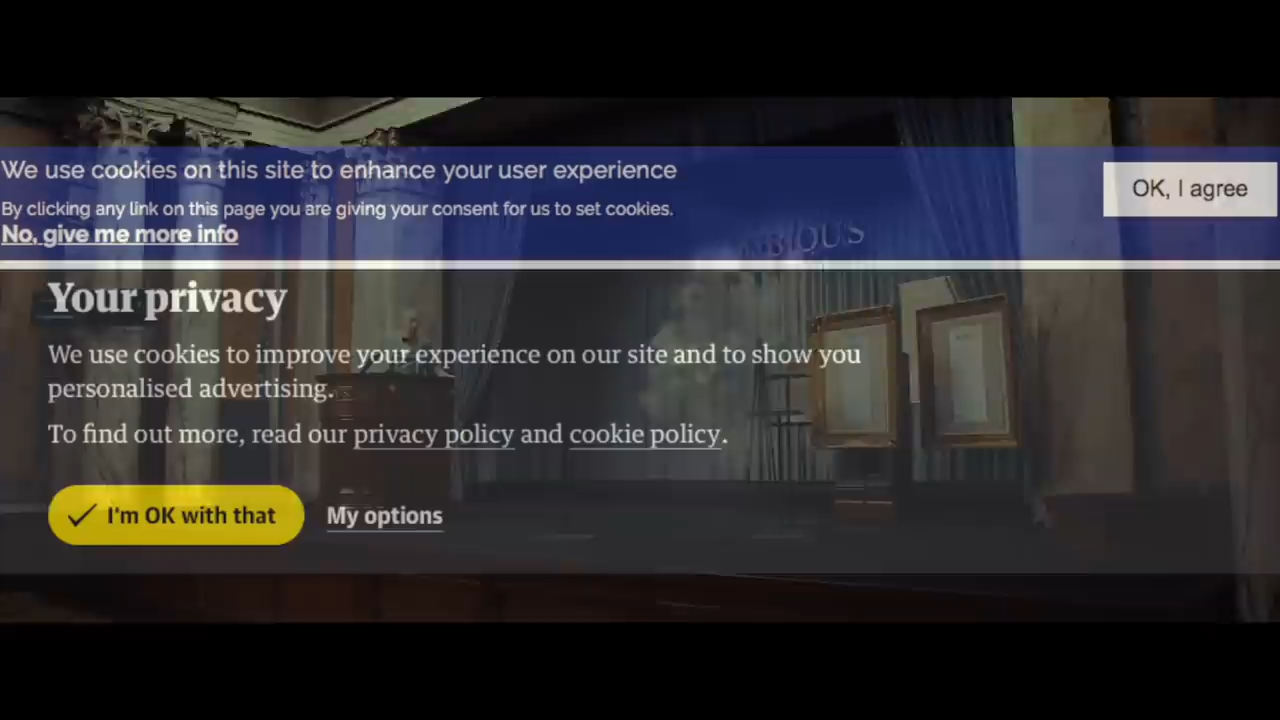 We use cookies on this site to enhance your user experience
By clicking any link on this page you are giving your consent for us to set cookies.
No, give me more info
OK, I agree
Your privacy
We use cookies to improve your experience on our site and to show you
personalised advertising.
To find out more, read our privacy policy and cookie policy.
I'm OK with that
My options